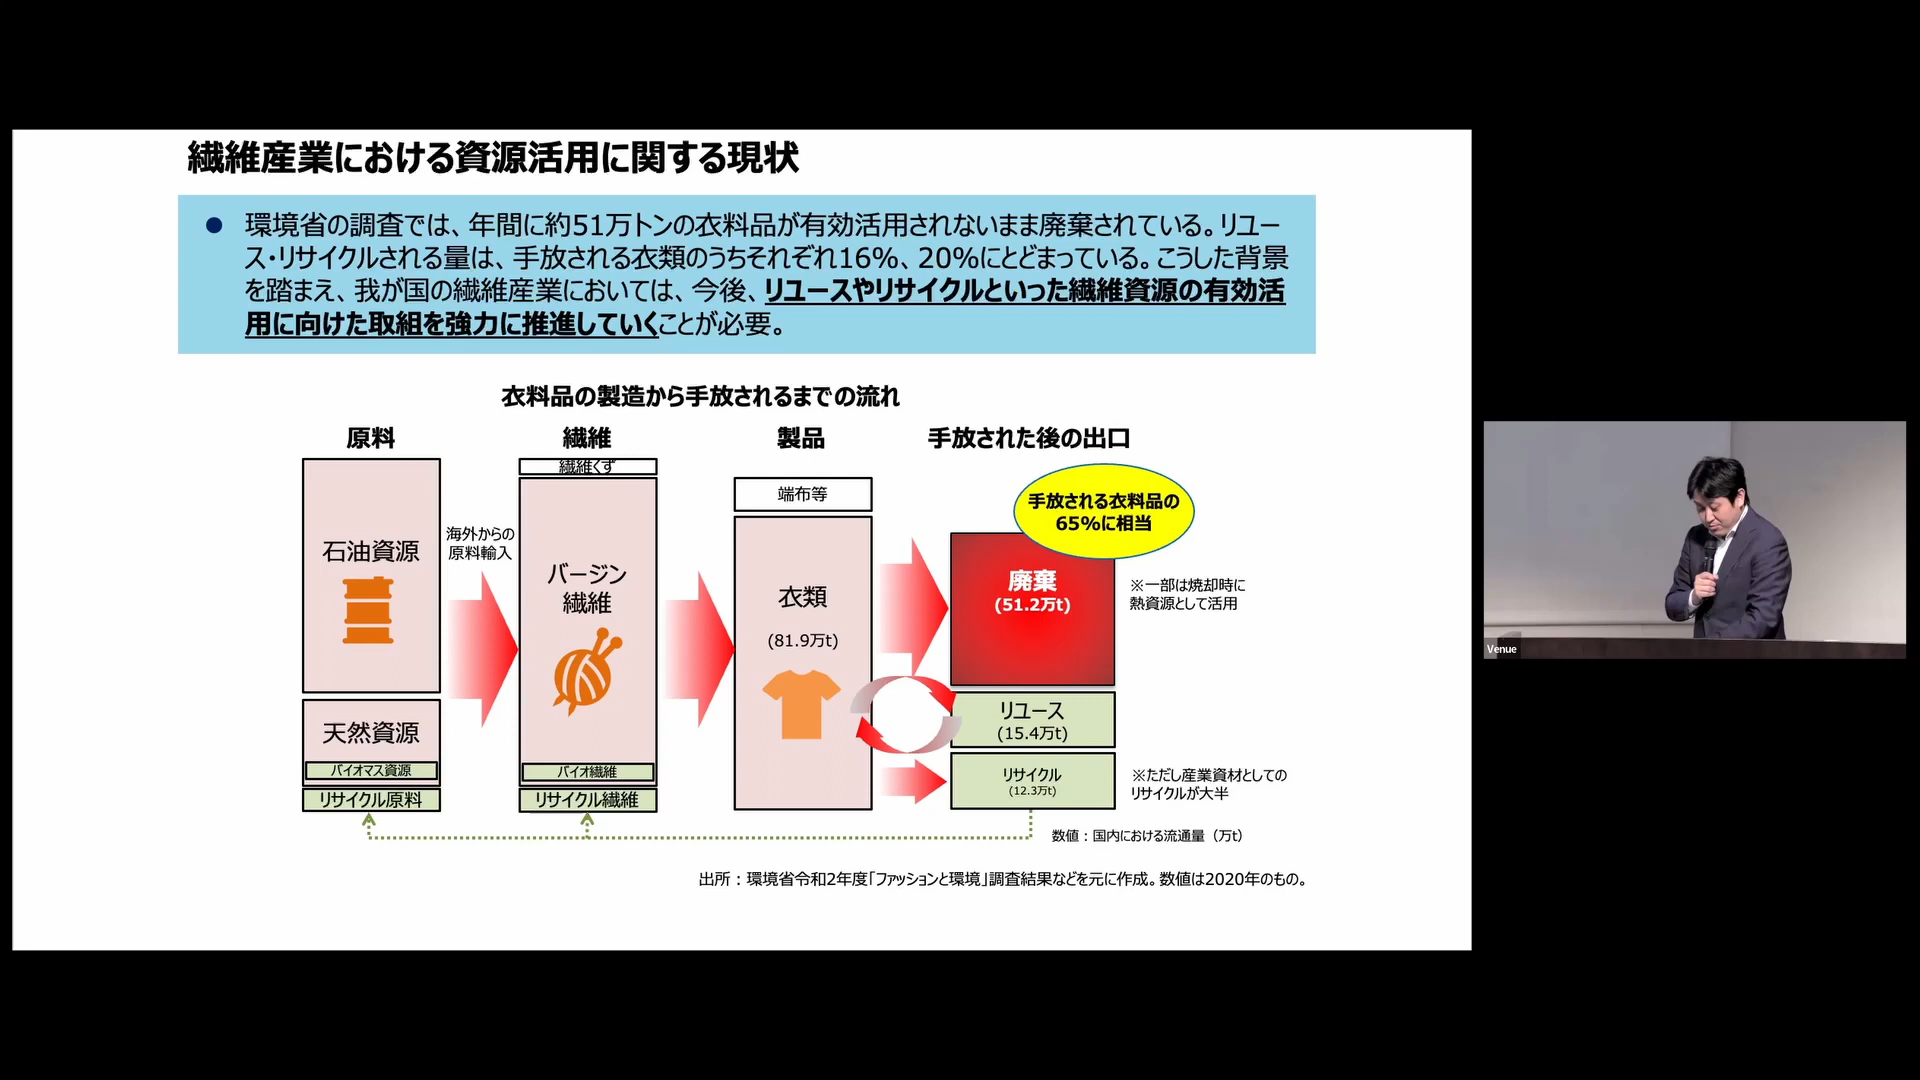 繊維産業における資源活用に関する現状
● 環境省の調査では、年間に約51万トンの衣料品が有効活用されないまま廃棄されている。リユー
ス・リサイクルされる量は、手放される衣類のうちそれぞれ16%、20%にとどまっている。こうした背景
を踏まえ、我が国の繊維産業においては、今後、リユースやリサイクルといった繊維資源の有効活
用に向けた取組を強力に推進していくことが必要。
衣料品の製造から手放されるまでの流れ
原料
石油資源
天然資源
バイオマス資源
リサイクル原料
海外からの
原料輸入
繊維
繊維くず
バージン
繊維
バイオ繊維
リサイクル繊維
製品
端布等
衣類
(81.9万t)
手放された後の出口
手放される衣料品の
65%に相当
廃棄
(51.2万t)
※一部は焼却時に
熱資源として活用
リユース
(15.4万t)
リサイクル
(12.3万t)
※ただし産業資材としての
リサイクルが大半
数値：国内における流通量（万t）
出所：環境省令和2年度「ファッションと環境」調査結果などを元に作成。数値は2020年のもの。
Venue